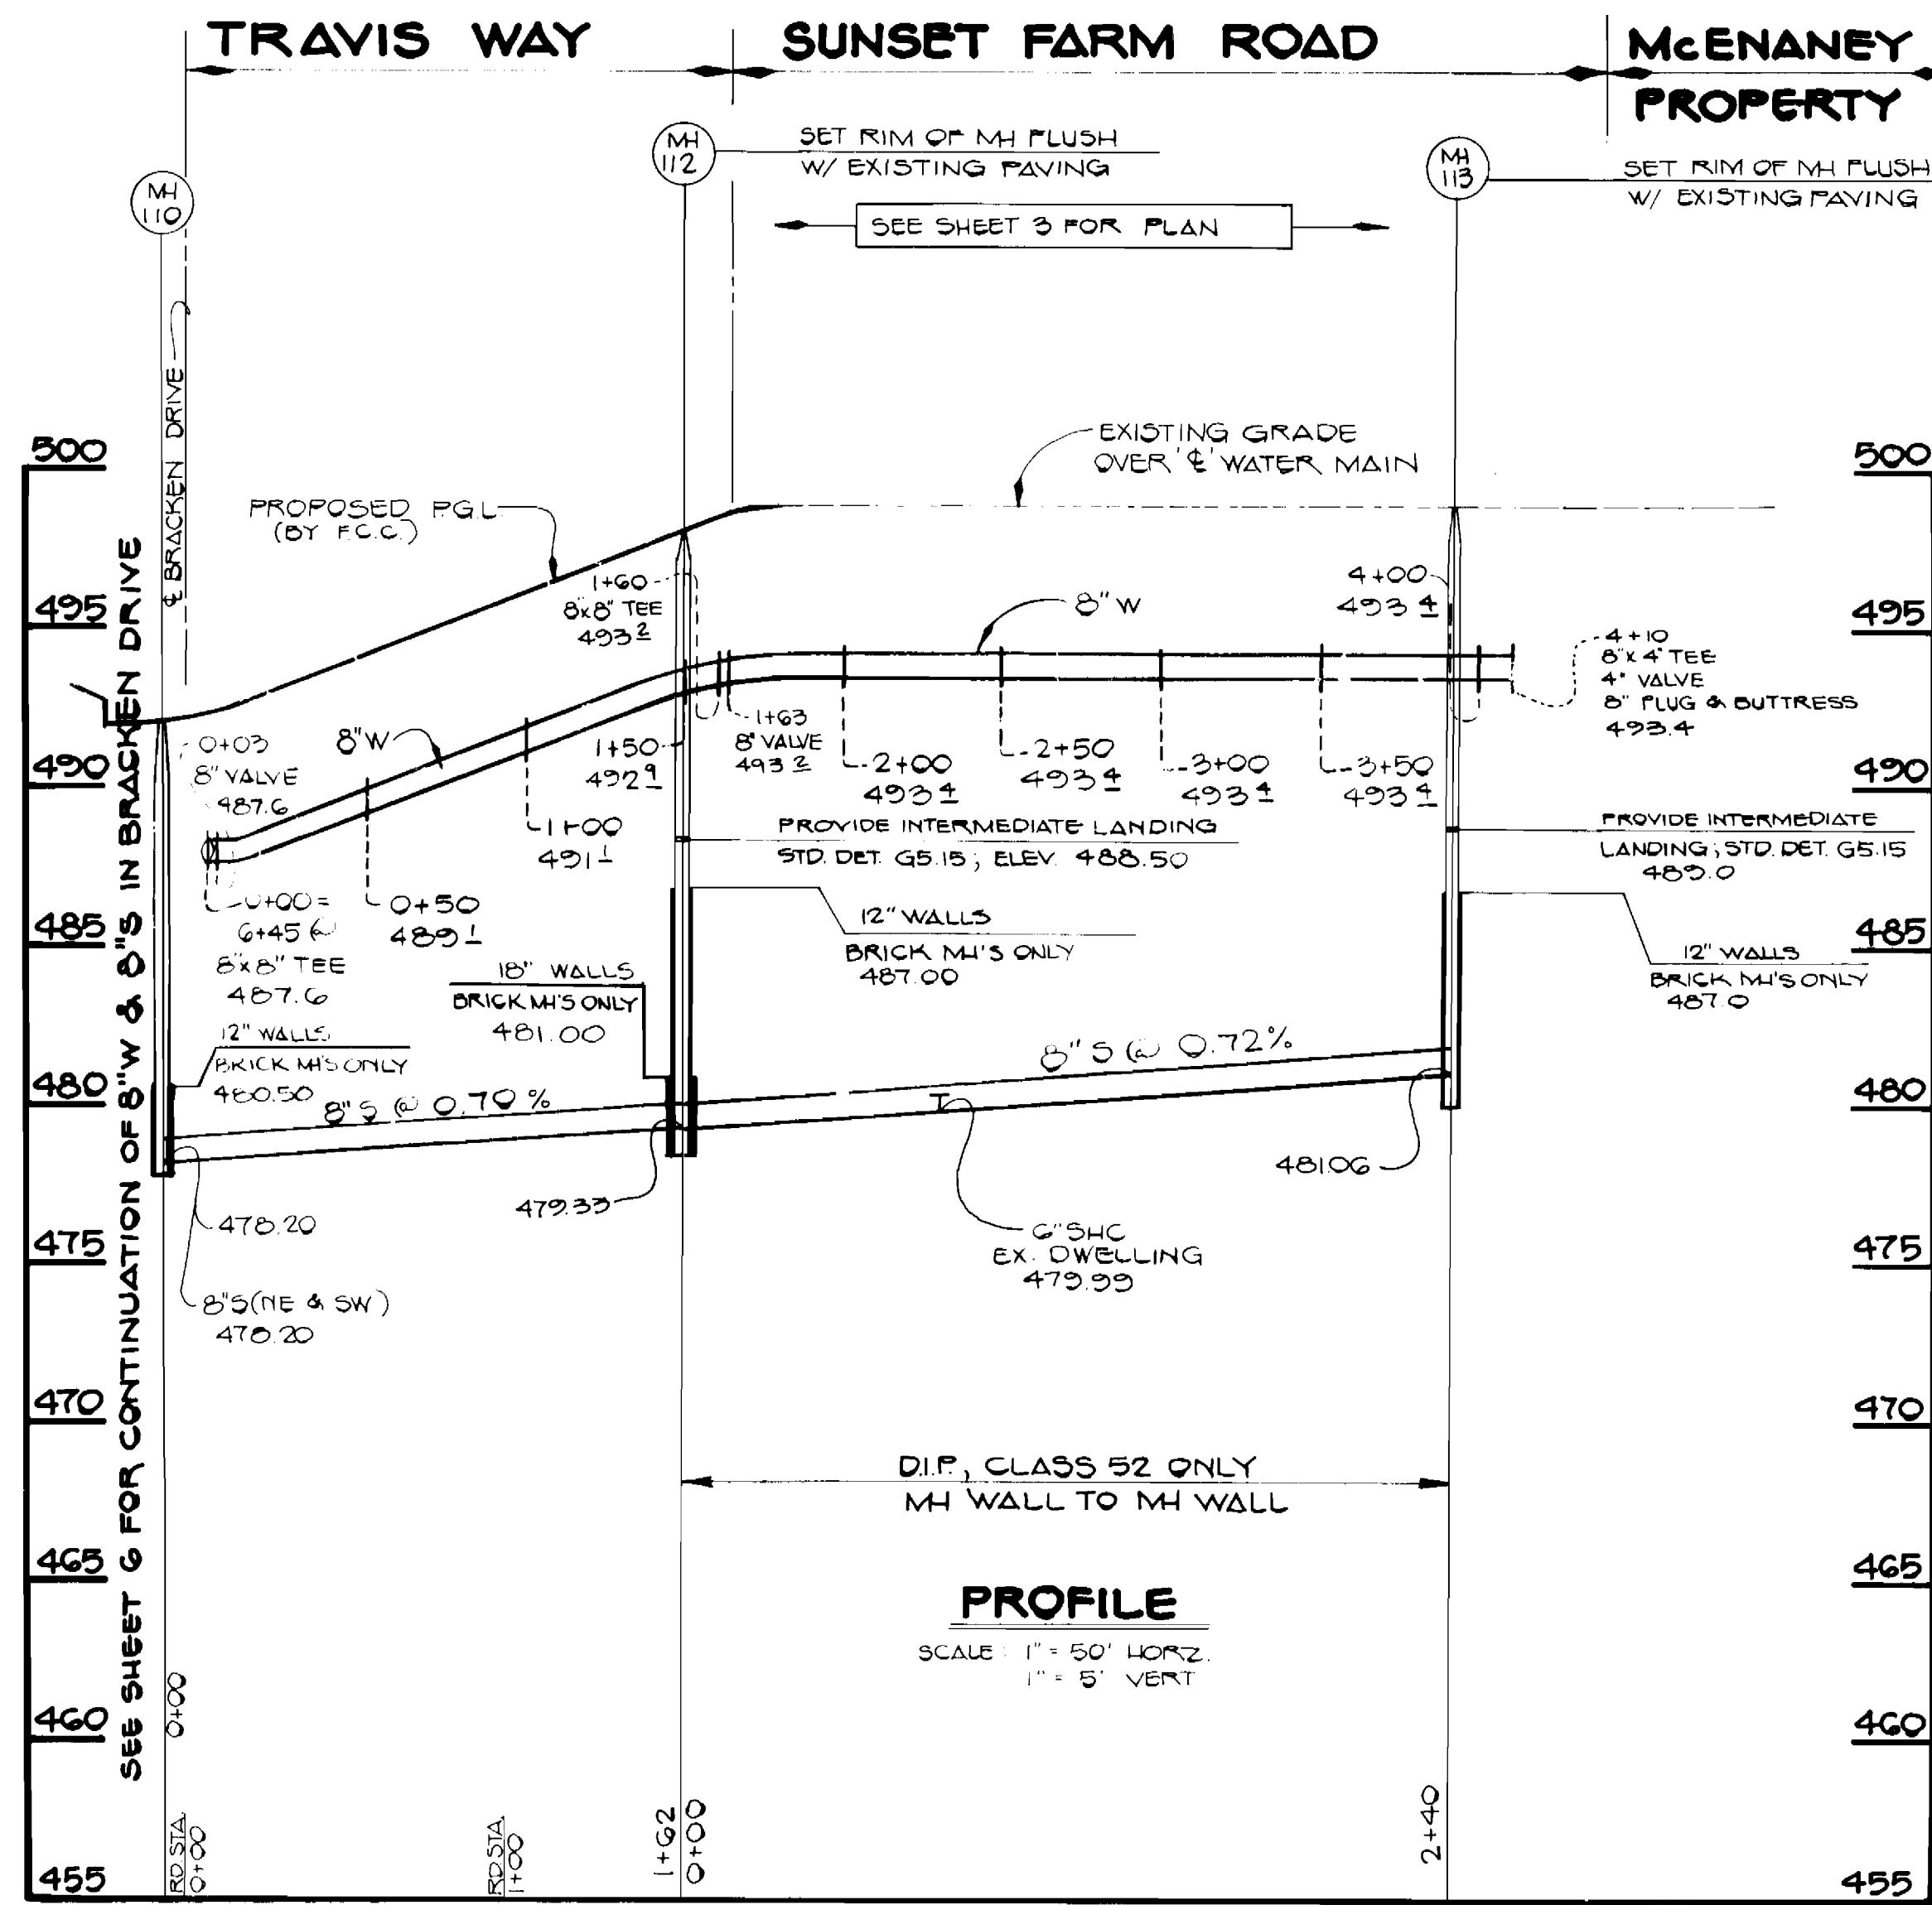 TRAVIS WAY
SUNSET FARM ROAD
McENANEY
PROPERTY
MH
110
MH
112
SET RIM OF MH FLUSH
W/ EXISTING PAVING
MH
113
SET RIM OF MH FLUSH
W/ EXISTING PAVING
SEE SHEET 3 FOR PLAN
℄ BRACKEN DRIVE
500
495
490
485
480
475
470
465
460
455
SEE SHEET 6 FOR CONTINUATION OF 8"W & 8"S IN BRACKEN DRIVE
PROPOSED P.G.L.
(BY F.C.C.)
EXISTING GRADE
OVER '℄' WATER MAIN
1+60
8"x8" TEE
493.2
8" W
4+00
493.4
4+10
8"x 4" TEE
4" VALVE
8" PLUG & BUTTRESS
493.4
0+03
8" VALVE
487.6
8"W
1+50
492.9
1+63
8" VALVE
493.2
2+00
493.4
2+50
493.4
3+00
493.4
3+50
493.4
1+00
491.1
0+50
489.1
0+00 =
6+45 @
8"x8" TEE
487.6
PROVIDE INTERMEDIATE LANDING
STD. DET. G5.15; ELEV. 488.50
PROVIDE INTERMEDIATE
LANDING; STD. DET. G5.15
489.0
12" WALLS
BRICK MH'S ONLY
487.00
12" WALLS
BRICK MH'S ONLY
487.0
18" WALLS
BRICK MH'S ONLY
481.00
12" WALLS
BRICK MH'S ONLY
480.50
8" S @ 0.70 %
8" S @ 0.72%
478.20
479.33
481.06
8"S (NE & SW)
478.20
6" SHC
EX. DWELLING
479.99
D.I.P., CLASS 52 ONLY
MH WALL TO MH WALL
PROFILE
SCALE: 1" = 50' HORZ.
1" = 5' VERT
0+00
RD. STA.
0+00
RD. STA.
1+00
1+62
0+00
2+40
500
495
490
485
480
475
470
465
460
455